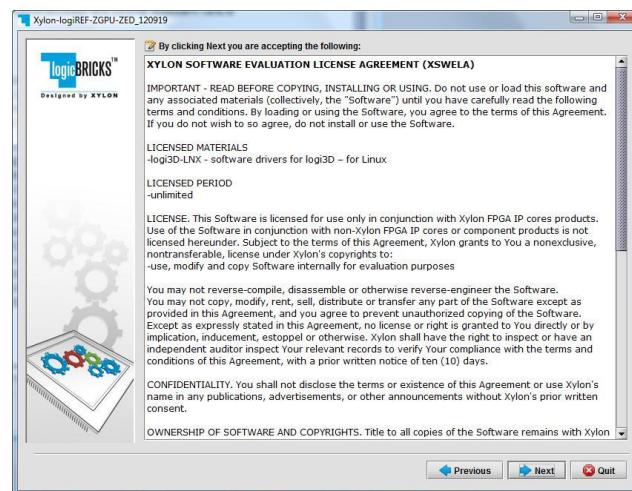 Xylon-logiREF-ZGPU-ZED_120919
logicBRICKS™
Designed by XYLON
By clicking Next you are accepting the following:
XYLON SOFTWARE EVALUATION LICENSE AGREEMENT (XSWELA)
IMPORTANT - READ BEFORE COPYING, INSTALLING OR USING. Do not use or load this software and
any associated materials (collectively, the "Software") until you have carefully read the following
terms and conditions. By loading or using the Software, you agree to the terms of this Agreement.
If you do not wish to so agree, do not install or use the Software.
LICENSED MATERIALS
-logi3D-LNX - software drivers for logi3D – for Linux
LICENSED PERIOD
-unlimited
LICENSE. This Software is licensed for use only in conjunction with Xylon FPGA IP cores products.
Use of the Software in conjunction with non-Xylon FPGA IP cores or component products is not
licensed hereunder. Subject to the terms of this Agreement, Xylon grants to You a nonexclusive,
nontransferable, license under Xylon's copyrights to:
-use, modify and copy Software internally for evaluation purposes
You may not reverse-compile, disassemble or otherwise reverse-engineer the Software.
You may not copy, modify, rent, sell, distribute or transfer any part of the Software except as
provided in this Agreement, and you agree to prevent unauthorized copying of the Software.
Except as expressly stated in this Agreement, no license or right is granted to You directly or by
implication, inducement, estoppel or otherwise. Xylon shall have the right to inspect or have an
independent auditor inspect Your relevant records to verify Your compliance with the terms and
conditions of this Agreement, with a prior written notice of ten (10) days.
CONFIDENTIALITY. You shall not disclose the terms or existence of this Agreement or use Xylon's
name in any publications, advertisements, or other announcements without Xylon's prior written
consent.
OWNERSHIP OF SOFTWARE AND COPYRIGHTS. Title to all copies of the Software remains with Xylon
Previous
Next
Quit